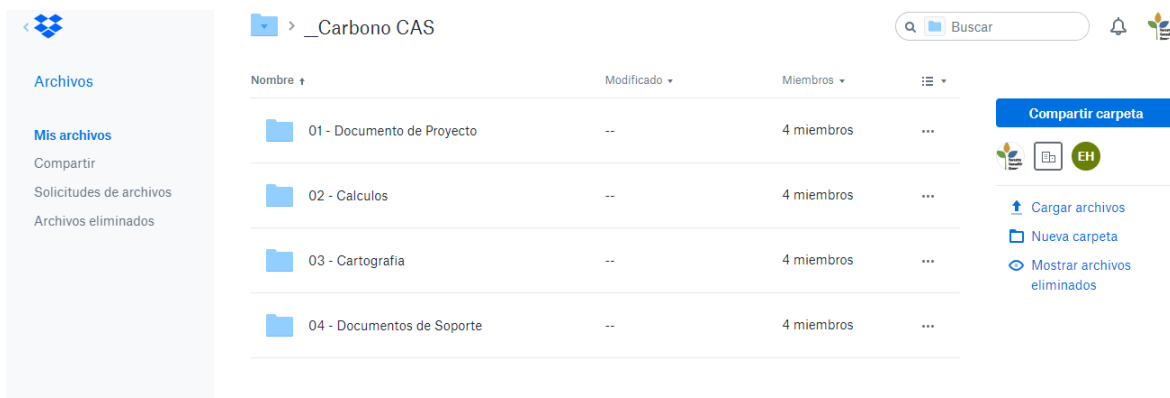 __Carbono CAS
Buscar
Archivos
Mis archivos
Compartir
Solicitudes de archivos
Archivos eliminados
Nombre Modificado Miembros
01 - Documento de Proyecto -- 4 miembros
02 - Calculos -- 4 miembros
03 - Cartografia -- 4 miembros
04 - Documentos de Soporte -- 4 miembros
Compartir carpeta
EH
Cargar archivos
Nueva carpeta
Mostrar archivos
eliminados